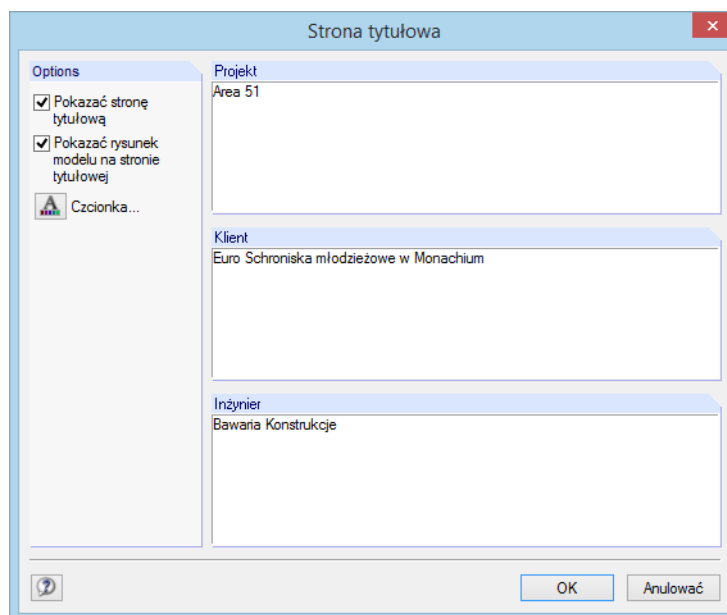 Strona tytułowa
Options
Pokazać stronę
tytułową
Pokazać rysunek
modelu na stronie
tytułowej
Czcionka...
Projekt
Area 51
Klient
Euro Schroniska młodzieżowe w Monachium
Inżynier
Bawaria Konstrukcje
OK
Anulować